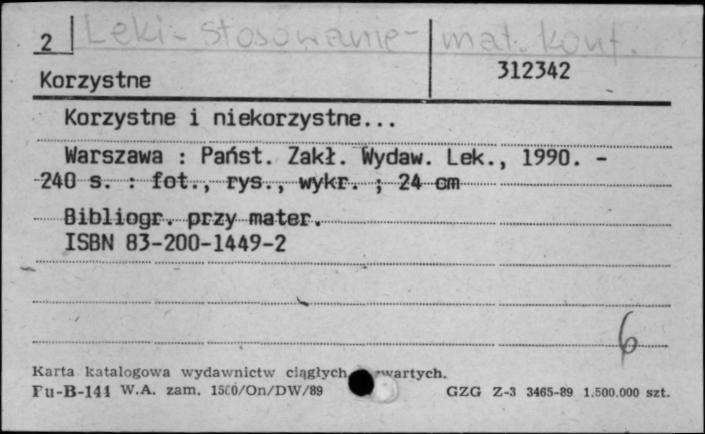 Leki - stosowanie - mat. konf.
2
312342
Korzystne
Korzystne i niekorzystne...
Warszawa : Państ. Zakł. Wydaw. Lek., 1990. -
240 s. : fot., rys., wykr. ; 24 cm
Bibliogr. przy mater.
ISBN 83-200-1449-2
6
Karta katalogowa wydawnictw ciągłych
Fu-B-144 W.A. zam. 1560/On/DW/89 GZG Z-3 3465-89 1.500.000 szt.